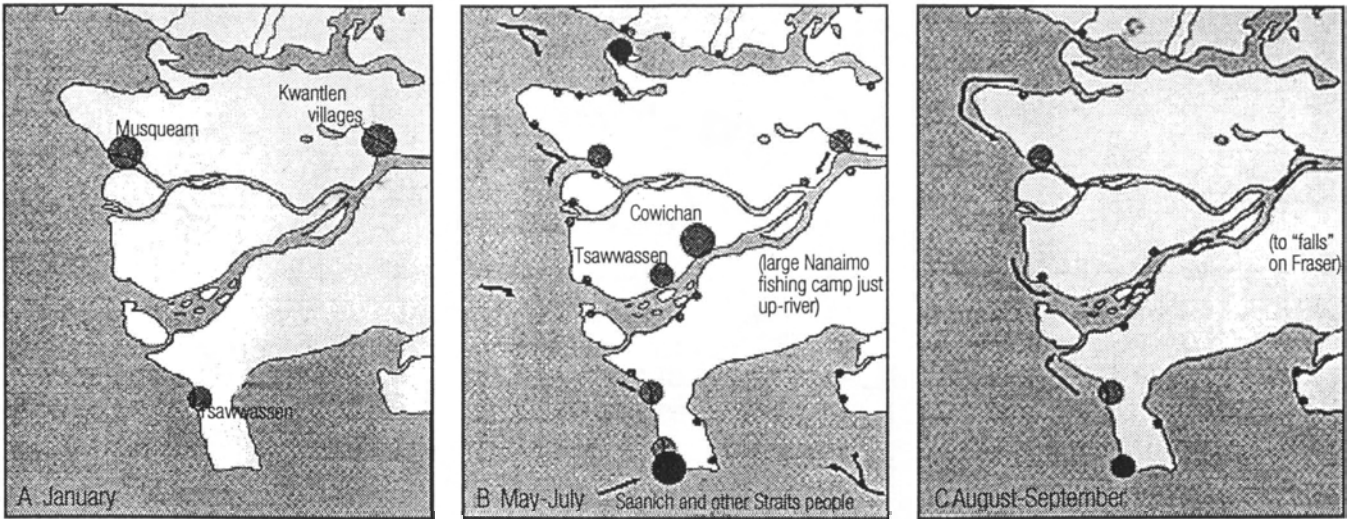 Kwantlen
villages
Musqueam
Tsawwassen
A January
Cowichan
Tsawwassen
(large Nanaimo
fishing camp just
up-river)
Saanich and other Straits people
B May-July
(to "falls"
on Fraser)
C August-September